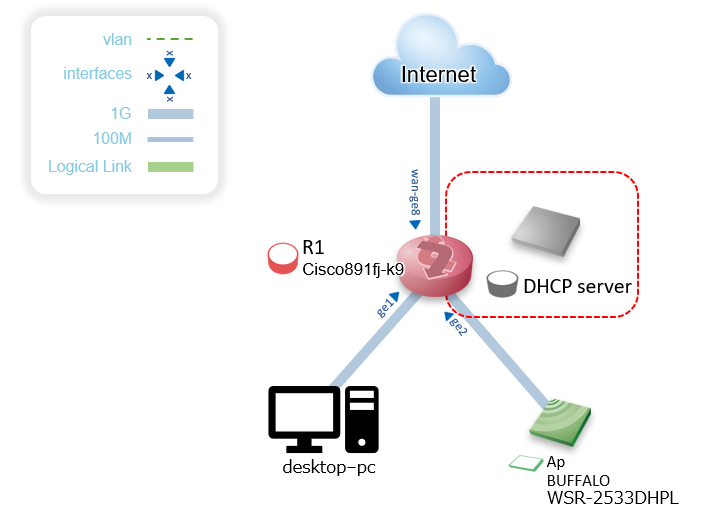 vlan
interfaces
x
x
x
x
1G
100M
Logical Link
Internet
wan-ge8
R1
Cisco891fj-k9
DHCP server
ge1
ge2
desktop-pc
Ap
BUFFALO
WSR-2533DHPL